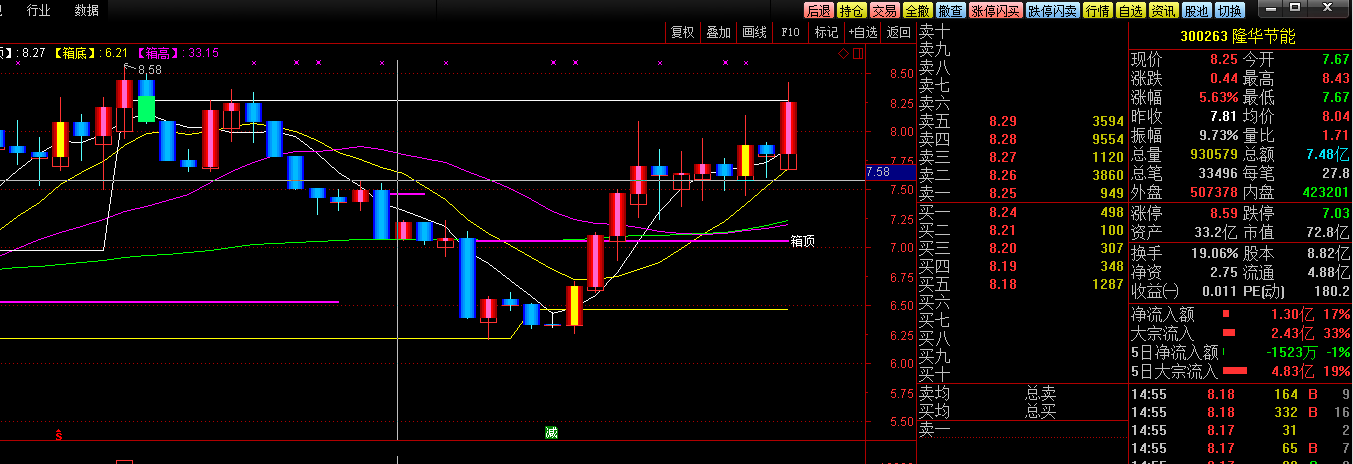 行业 数据 后退 持仓 交易 全撤 撤查 涨停闪买 跌停闪卖 行情 自选 资讯 股池 切换
复权 叠加 画线 F10 标记 +自选 返回
】: 8.27 【箱底】: 6.21 【箱高】: 33.15
8.58
8.50
8.25
8.00
7.75
7.58
7.50
7.25
7.00
6.75
6.50
6.25
6.00
5.75
5.50
箱顶
减
S
卖十
卖九
卖八
卖七
卖六
卖五 8.29 3594
卖四 8.28 9554
卖三 8.27 1120
卖二 8.26 3860
卖一 8.25 949
买一 8.24 498
买二 8.21 100
买三 8.20 307
买四 8.19 348
买五 8.18 1287
买六
买七
买八
买九
买十
卖均 总卖
买均 总买
卖一
300263 隆华节能
现价 8.25 今开 7.67
涨跌 0.44 最高 8.43
涨幅 5.63% 最低 7.67
昨收 7.81 均价 8.04
振幅 9.73% 量比 1.71
总量 930579 总额 7.48亿
总笔 33496 每笔 27.8
外盘 507378 内盘 423201
涨停 8.59 跌停 7.03
资产 33.2亿 市值 72.8亿
换手 19.06% 股本 8.82亿
净资 2.75 流通 4.88亿
收益㈠ 0.011 PE(动) 180.2
净流入额 1.30亿 17%
大宗流入 2.43亿 33%
5日净流入额 -1523万 -1%
5日大宗流入 4.83亿 19%
14:55 8.18 164 B 9
14:55 8.18 332 B 16
14:55 8.17 31 2
14:55 8.17 65 B 7